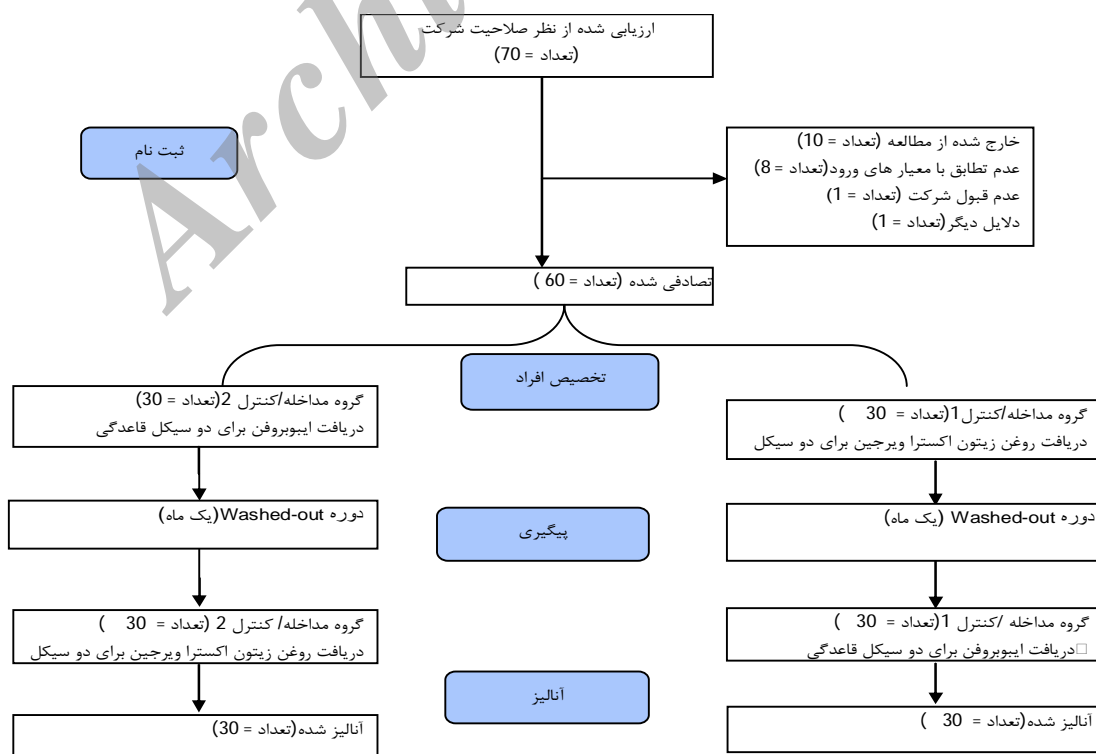 ارزیابی شده از نظر صلاحیت شرکت
(تعداد = 70)
ثبت نام
خارج شده از مطالعه (تعداد = 10)
عدم تطابق با معیار های ورود(تعداد = 8)
عدم قبول شرکت (تعداد = 1)
دلایل دیگر(تعداد = 1)
تصادفی شده (تعداد = 60 )
تخصیص افراد
گروه مداخله/کنترل1(تعداد = 30 )
دریافت روغن زیتون اکسترا ویرجین برای دو سیکل
گروه مداخله/کنترل 2(تعداد = 30)
دریافت ایبوبروفن برای دو سیکل قاعدگی
دوره Washed-out (یک ماه)
دوره Washed-out(یک ماه)
پیگیری
گروه مداخله /کنترل 1(تعداد = 30 )
□دریافت ایبوبروفن برای دو سیکل قاعدگی
گروه مداخله/ کنترل 2 (تعداد = 30 )
دریافت روغن زیتون اکسترا ویرجین برای دو سیکل
آنالیز
آنالیز شده(تعداد = 30 )
آنالیز شده(تعداد = 30)